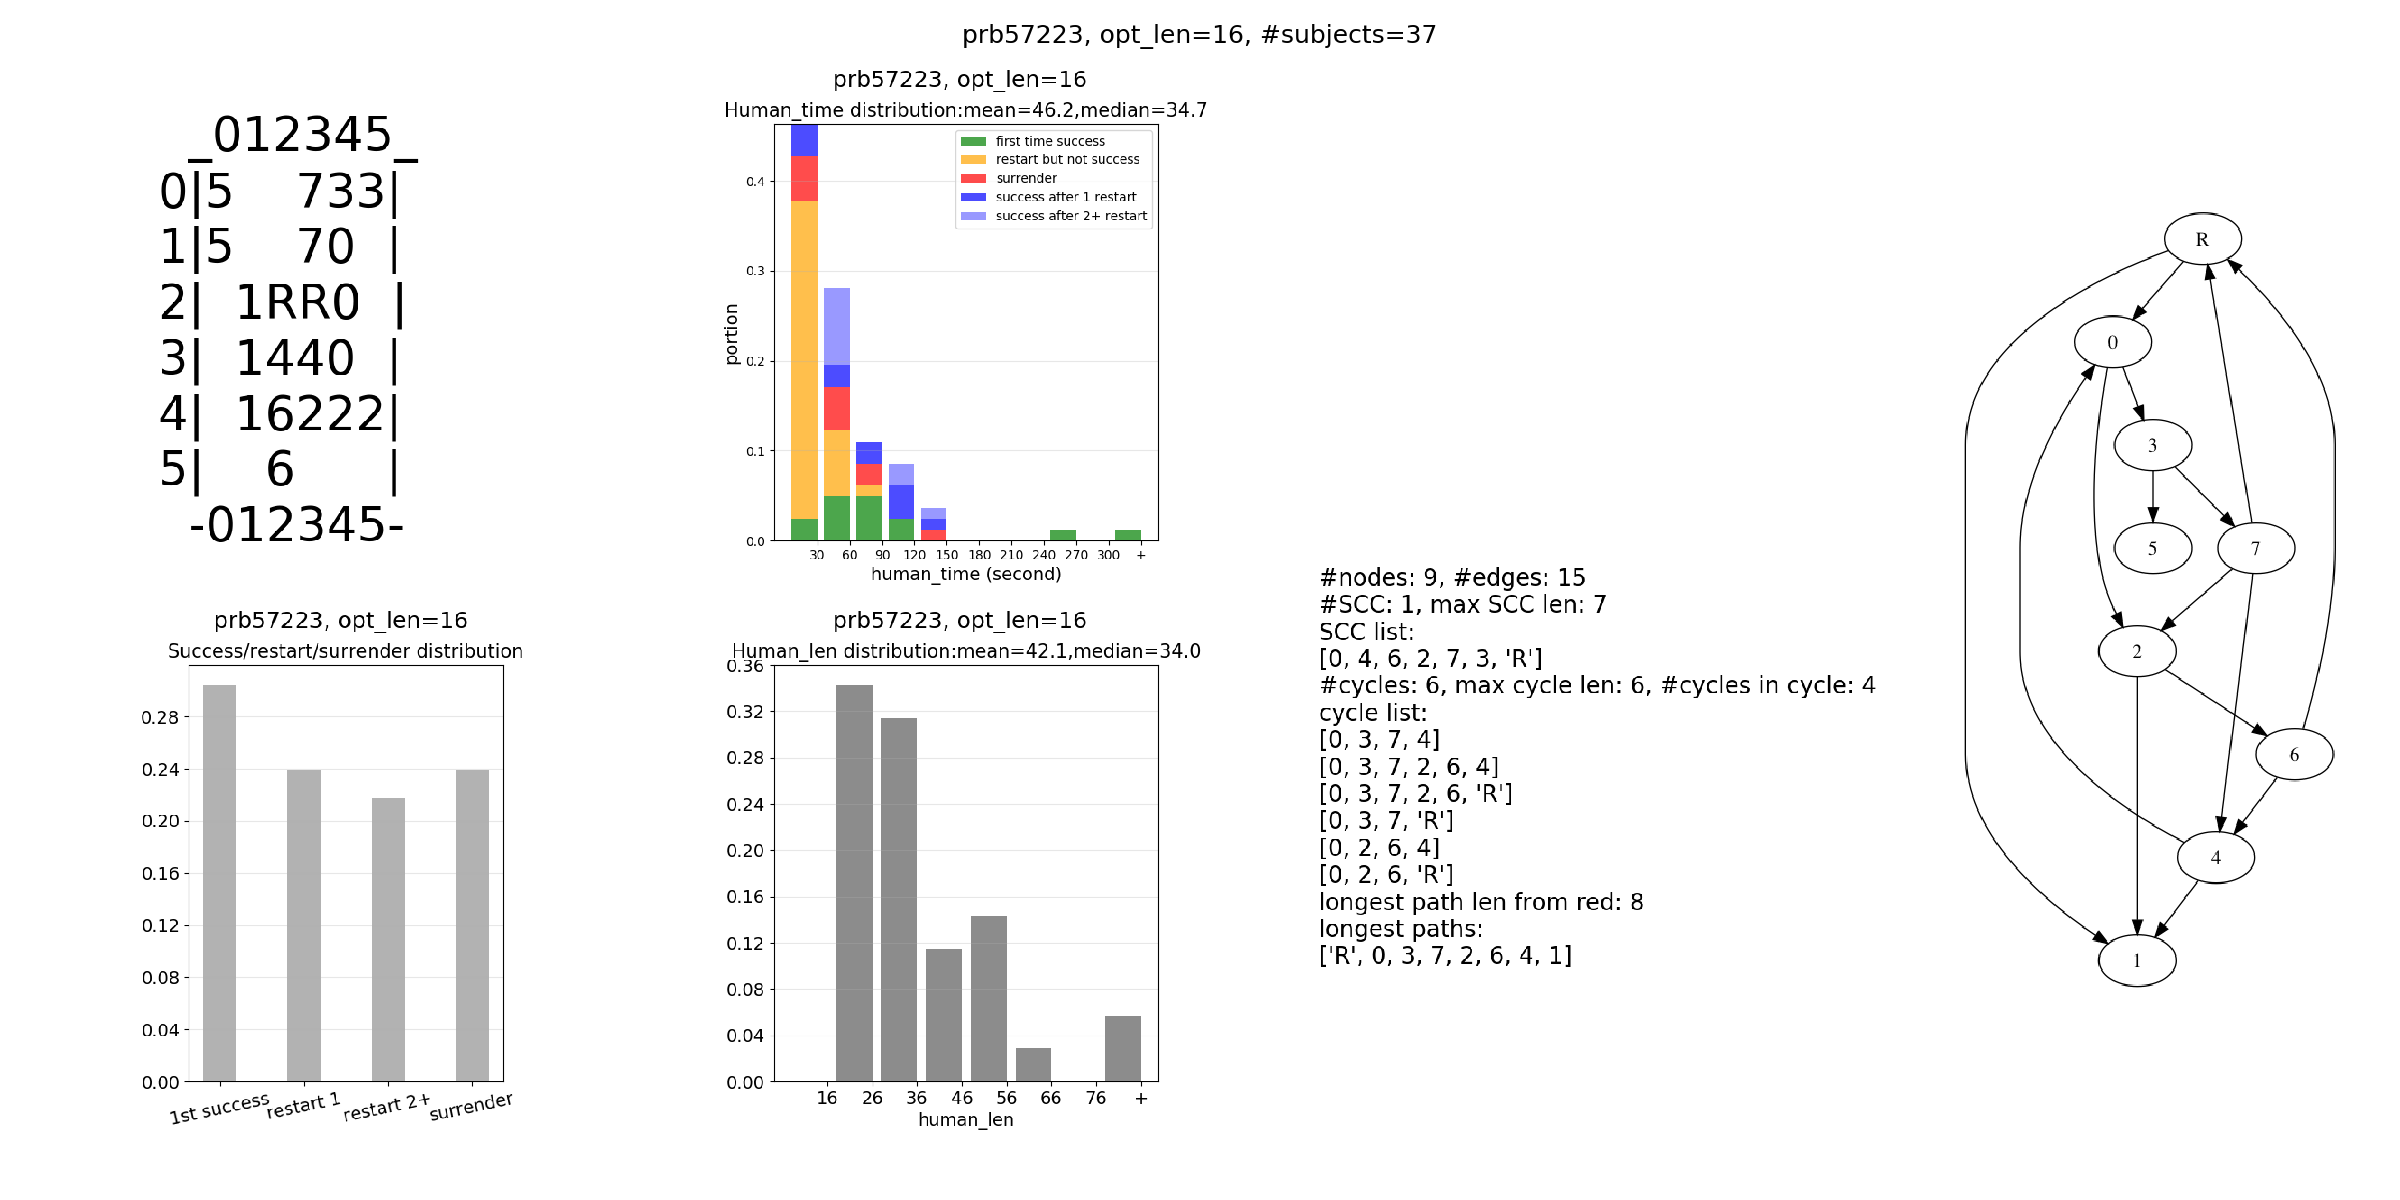 prb57223, opt_len=16, #subjects=37
_012345_
0|5  733|
1|5  70 |
2| 1RR0 |
3| 1440 |
4| 16222|
5|  6   |
-012345-
prb57223, opt_len=16
Human_time distribution:mean=46.2,median=34.7
first time success
restart but not success
surrender
success after 1 restart
success after 2+ restart
portion
0.4
0.3
0.2
0.1
0.0
30 60 90 120 150 180 210 240 270 300 +
human_time (second)
prb57223, opt_len=16
Success/restart/surrender distribution
0.28
0.24
0.20
0.16
0.12
0.08
0.04
0.00
1st success restart 1 restart 2+ surrender
prb57223, opt_len=16
Human_len distribution:mean=42.1,median=34.0
0.36
0.32
0.28
0.24
0.20
0.16
0.12
0.08
0.04
0.00
16 26 36 46 56 66 76 +
human_len
#nodes: 9, #edges: 15
#SCC: 1, max SCC len: 7
SCC list:
[0, 4, 6, 2, 7, 3, 'R']
#cycles: 6, max cycle len: 6, #cycles in cycle: 4
cycle list:
[0, 3, 7, 4]
[0, 3, 7, 2, 6, 4]
[0, 3, 7, 2, 6, 'R']
[0, 3, 7, 'R']
[0, 2, 6, 4]
[0, 2, 6, 'R']
longest path len from red: 8
longest paths:
['R', 0, 3, 7, 2, 6, 4, 1]
R
0
3
5
7
2
6
4
1